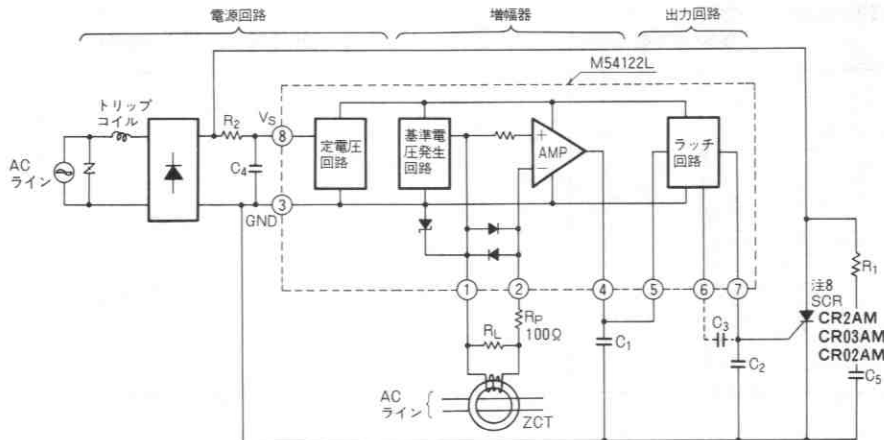 電源回路
増幅器
出力回路
M54122L
トリップ
コイル
R2
VS
8
定電圧
回路
基準電
圧発生
回路
+
AMP
−
ラッチ
回路
AC
ライン
C4
3
GND
1
2
4
5
6
7
RP
100Ω
RL
C1
C3
C2
注8
SCR
CR2AM
CR03AM
CR02AM
R1
C5
AC
ライン
ZCT